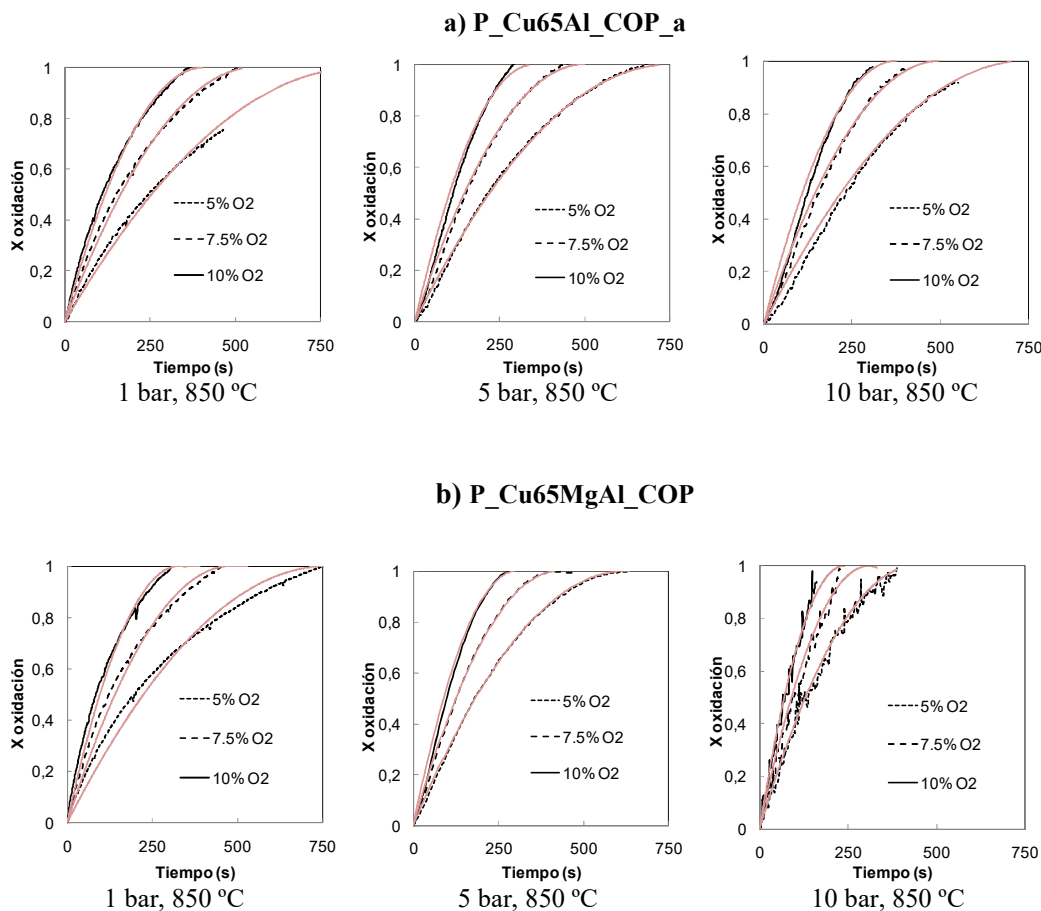 a) P_Cu65Al_COP_a
1
0,8
0,6
0,4
0,2
0
X oxidación
5% O2
7.5% O2
10% O2
0 250 500 750
Tiempo (s)
1 bar, 850 ºC
1
0,8
0,6
0,4
0,2
0
X oxidación
5% O2
7.5% O2
10% O2
0 250 500 750
Tiempo (s)
5 bar, 850 ºC
1
0,8
0,6
0,4
0,2
0
X oxidación
5% O2
7.5% O2
10% O2
0 250 500 750
Tiempo (s)
10 bar, 850 ºC
b) P_Cu65MgAl_COP
1
0,8
0,6
0,4
0,2
0
X oxidación
5% O2
7.5% O2
10% O2
0 250 500 750
Tiempo (s)
1 bar, 850 ºC
1
0,8
0,6
0,4
0,2
0
X oxidación
5% O2
7.5% O2
10% O2
0 250 500 750
Tiempo (s)
5 bar, 850 ºC
1
0,8
0,6
0,4
0,2
0
X oxidación
5% O2
7.5% O2
10% O2
0 250 500 750
Tiempo (s)
10 bar, 850 ºC